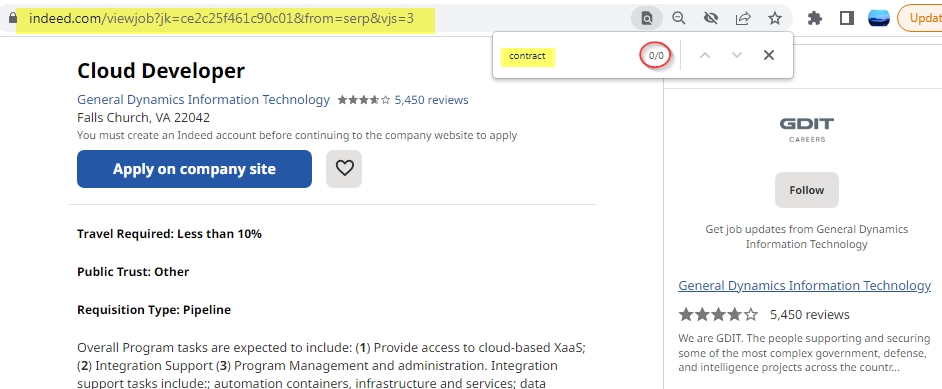 indeed.com/viewjob?jk=ce2c25f461c90c01&from=serp&vjs=3
Updat
contract 0/0
Cloud Developer
General Dynamics Information Technology 5,450 reviews
Falls Church, VA 22042
You must create an Indeed account before continuing to the company website to apply
Apply on company site
Travel Required: Less than 10%
Public Trust: Other
Requisition Type: Pipeline
Overall Program tasks are expected to include: (1) Provide access to cloud-based XaaS;
(2) Integration Support (3) Program Management and administration. Integration
support tasks include:; automation containers, infrastructure and services; data
GDIT
CAREERS
Follow
Get job updates from General Dynamics
Information Technology
General Dynamics Information Technology
5,450 reviews
We are GDIT. The people supporting and securing
some of the most complex government, defense,
and intelligence projects across the countr...